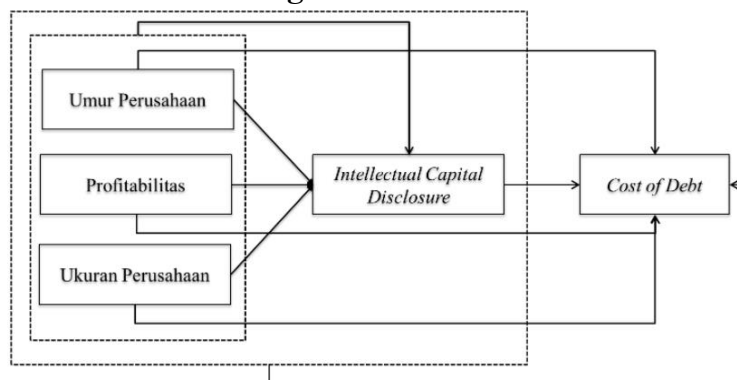 Umur Perusahaan
Profitabilitas
Ukuran Perusahaan
Intellectual Capital
Disclosure
Cost of Debt